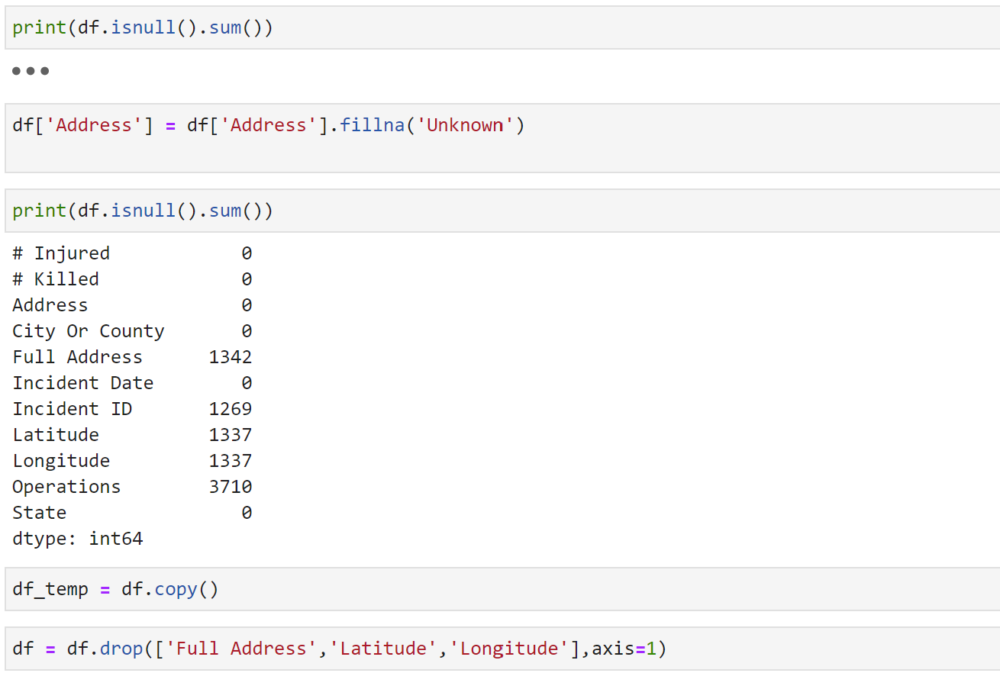 print(df.isnull().sum())
df['Address'] = df['Address'].fillna('Unknown')
print(df.isnull().sum())
# Injured 0
# Killed 0
Address 0
City Or County 0
Full Address 1342
Incident Date 0
Incident ID 1269
Latitude 1337
Longitude 1337
Operations 3710
State 0
dtype: int64
df_temp = df.copy()
df = df.drop(['Full Address','Latitude','Longitude'],axis=1)